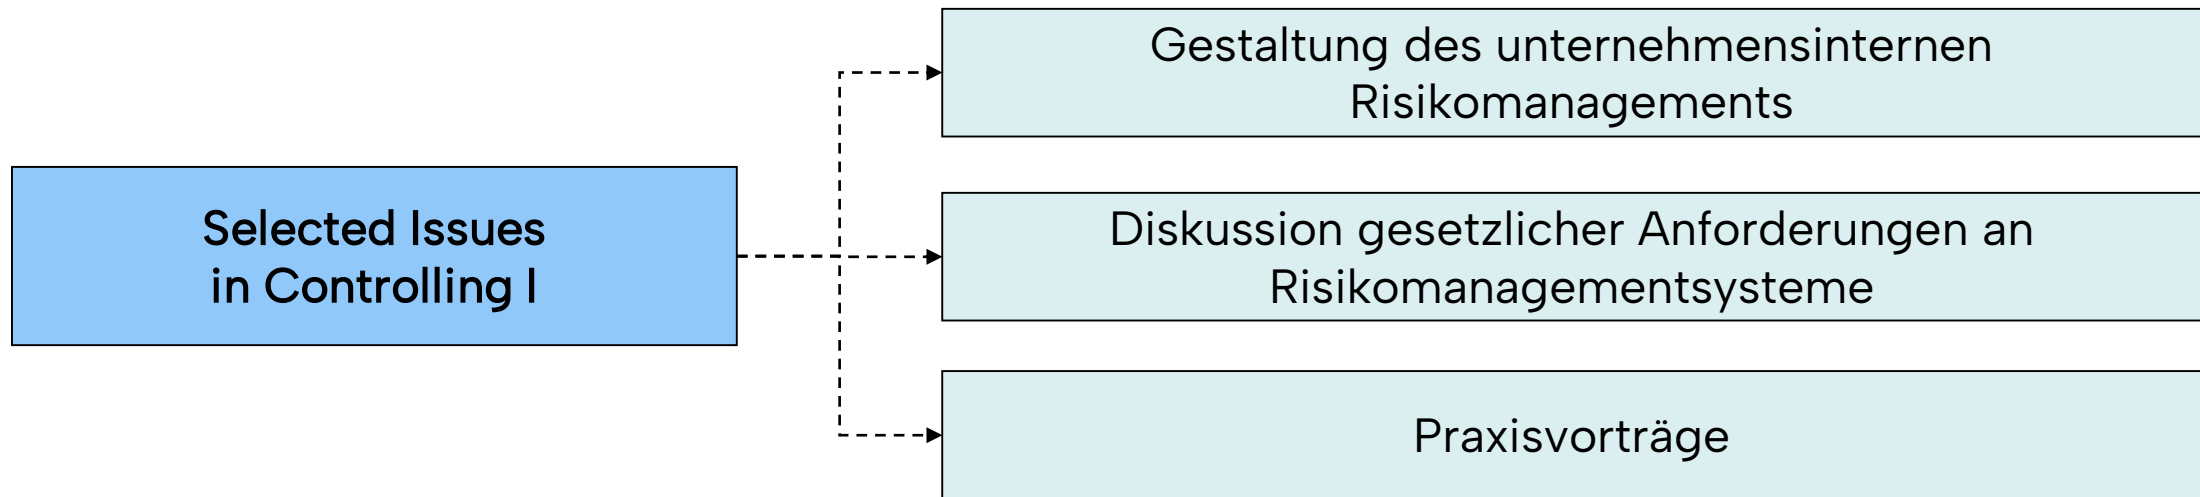 Gestaltung des unternehmensinternen
Risikomanagements
Selected Issues
in Controlling I
Diskussion gesetzlicher Anforderungen an
Risikomanagementsysteme
Praxisvorträge